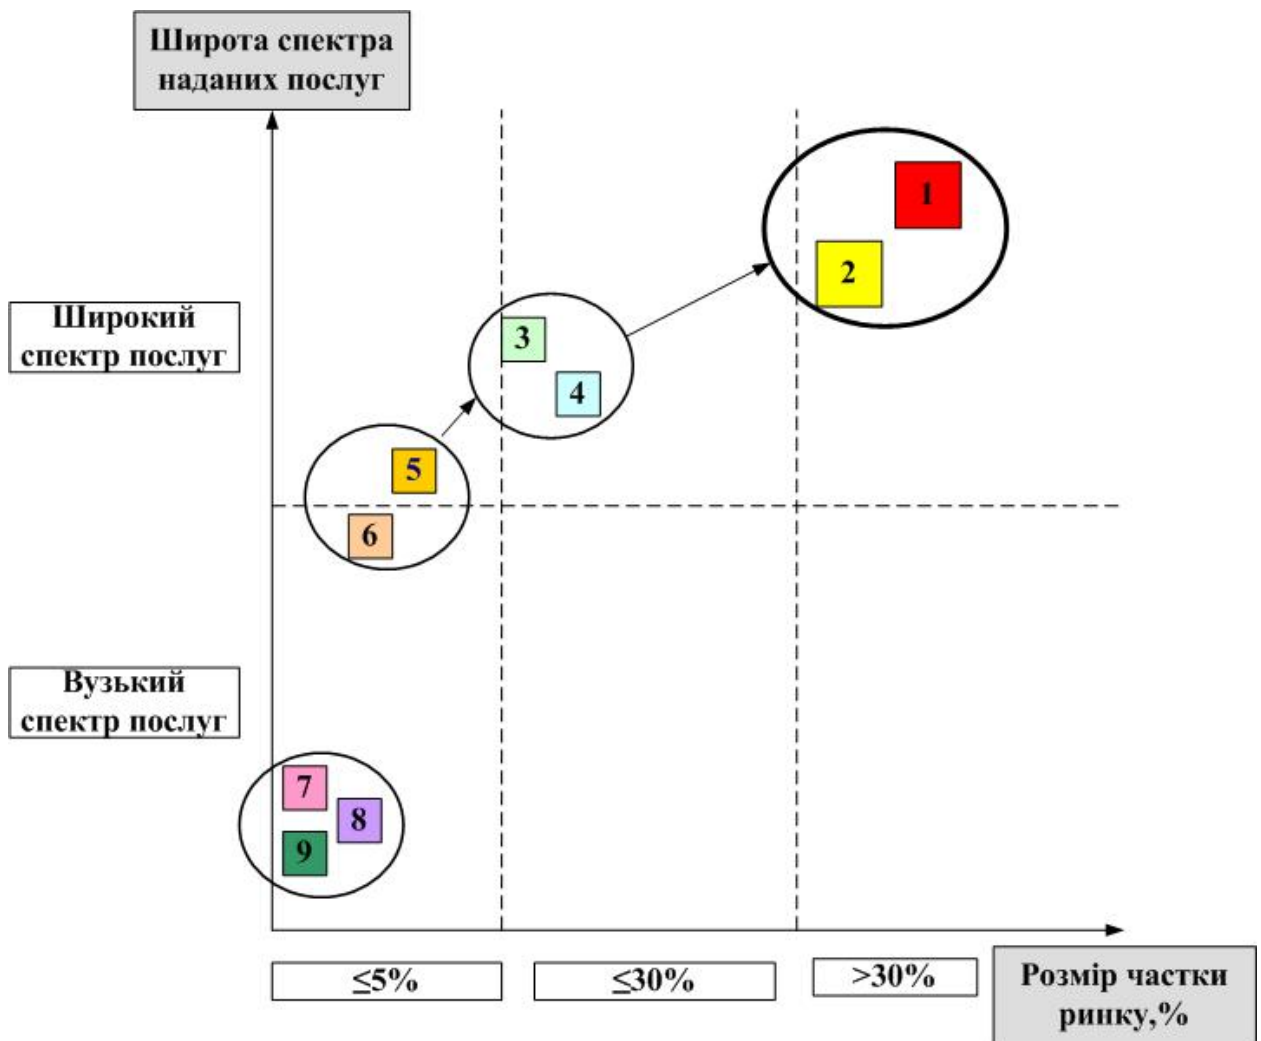 Широта спектра
наданих послуг
1
2
Широкий
спектр послуг
3
4
5
6
Вузький
спектр послуг
7
8
9
≤5%
≤30%
>30%
Розмір частки
ринку,%